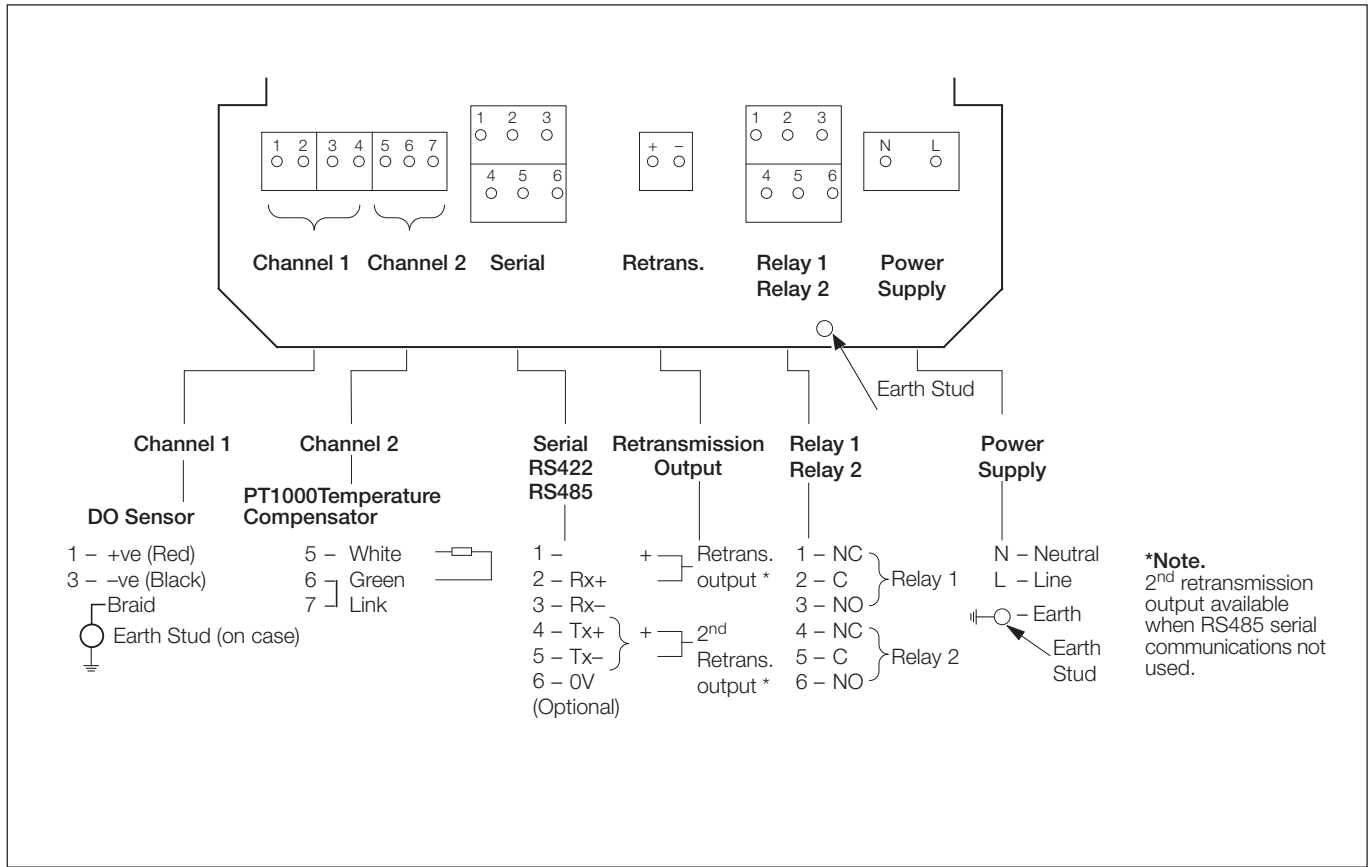 1 2 3 4 5 6 7
1 2 3
4 5 6
+ –
1 2 3
4 5 6
N L
Channel 1 Channel 2 Serial Retrans. Relay 1 Power
Relay 2 Supply
Earth Stud
Channel 1
DO Sensor
1 – +ve (Red)
3 – –ve (Black)
Braid
Earth Stud (on case)
Channel 2
PT1000Temperature
Compensator
5 – White
6 – Green
7 – Link
Serial
RS422
RS485
1 –
2 – Rx+
3 – Rx–
4 – Tx+
5 – Tx–
6 – 0V
(Optional)
Retransmission
Output
+ Retrans.
output *
+ 2nd
Retrans.
output *
Relay 1
Relay 2
1 – NC
2 – C
3 – NO
Relay 1
4 – NC
5 – C
6 – NO
Relay 2
Power
Supply
N – Neutral
L – Line
– Earth
Earth
Stud
*Note.
2nd retransmission
output available
when RS485 serial
communications not
used.